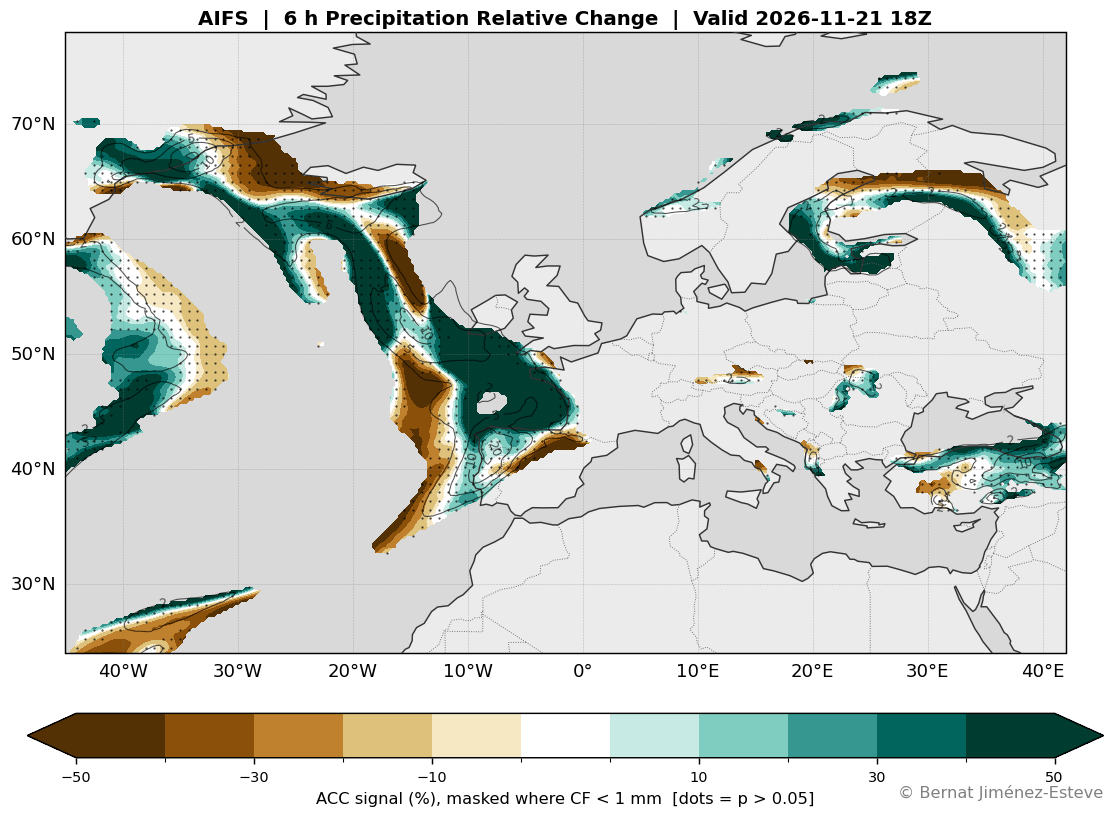 AIFS | 6 h Precipitation Relative Change | Valid 2026-11-21 18Z
70°N
60°N
50°N
40°N
30°N
40°W 30°W 20°W 10°W 0° 10°E 20°E 30°E 40°E
−50 −30 −10 10 30 50
ACC signal (%), masked where CF < 1 mm [dots = p > 0.05]
© Bernat Jiménez-Esteve